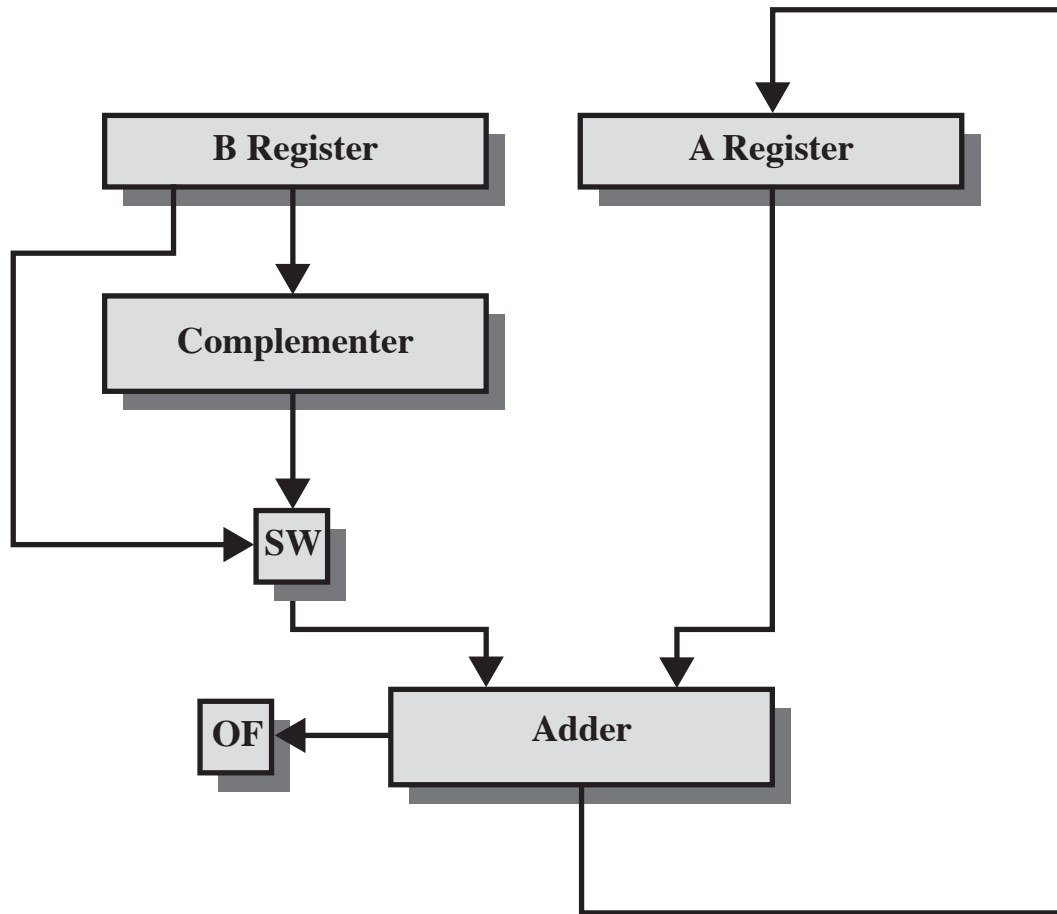 B Register
A Register
Complementer
SW
OF
Adder